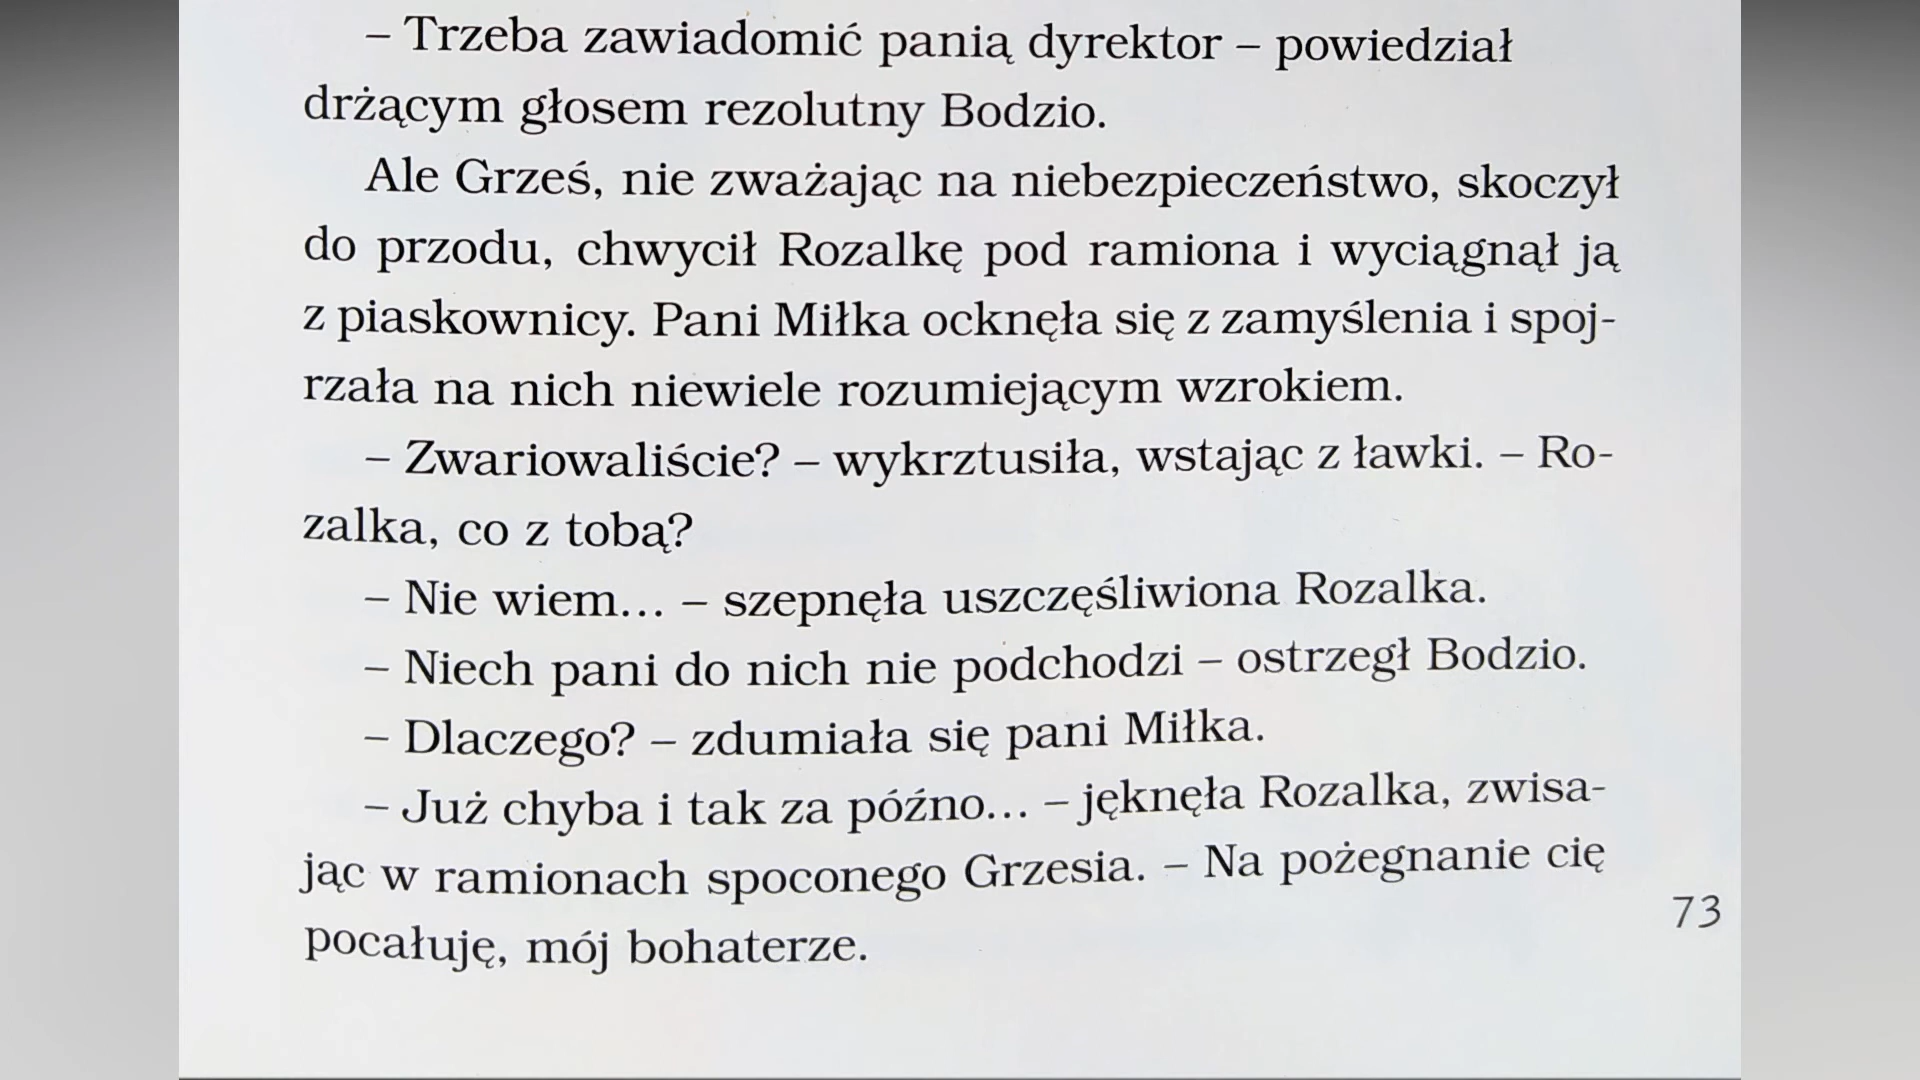 – Trzeba zawiadomić panią dyrektor – powiedział
drżącym głosem rezolutny Bodzio.
Ale Grześ, nie zważając na niebezpieczeństwo, skoczył
do przodu, chwycił Rozalkę pod ramiona i wyciągnął ją
z piaskownicy. Pani Miłka ocknęła się z zamyślenia i spoj-
rzała na nich niewiele rozumiejącym wzrokiem.
– Zwariowaliście? – wykrztusiła, wstając z ławki. – Ro-
zalka, co z tobą?
– Nie wiem... – szepnęła uszczęśliwiona Rozalka.
– Niech pani do nich nie podchodzi – ostrzegł Bodzio.
– Dlaczego? – zdumiała się pani Miłka.
– Już chyba i tak za późno... – jęknęła Rozalka, zwisa-
jąc w ramionach spoconego Grzesia. – Na pożegnanie cię
pocałuję, mój bohaterze.
73